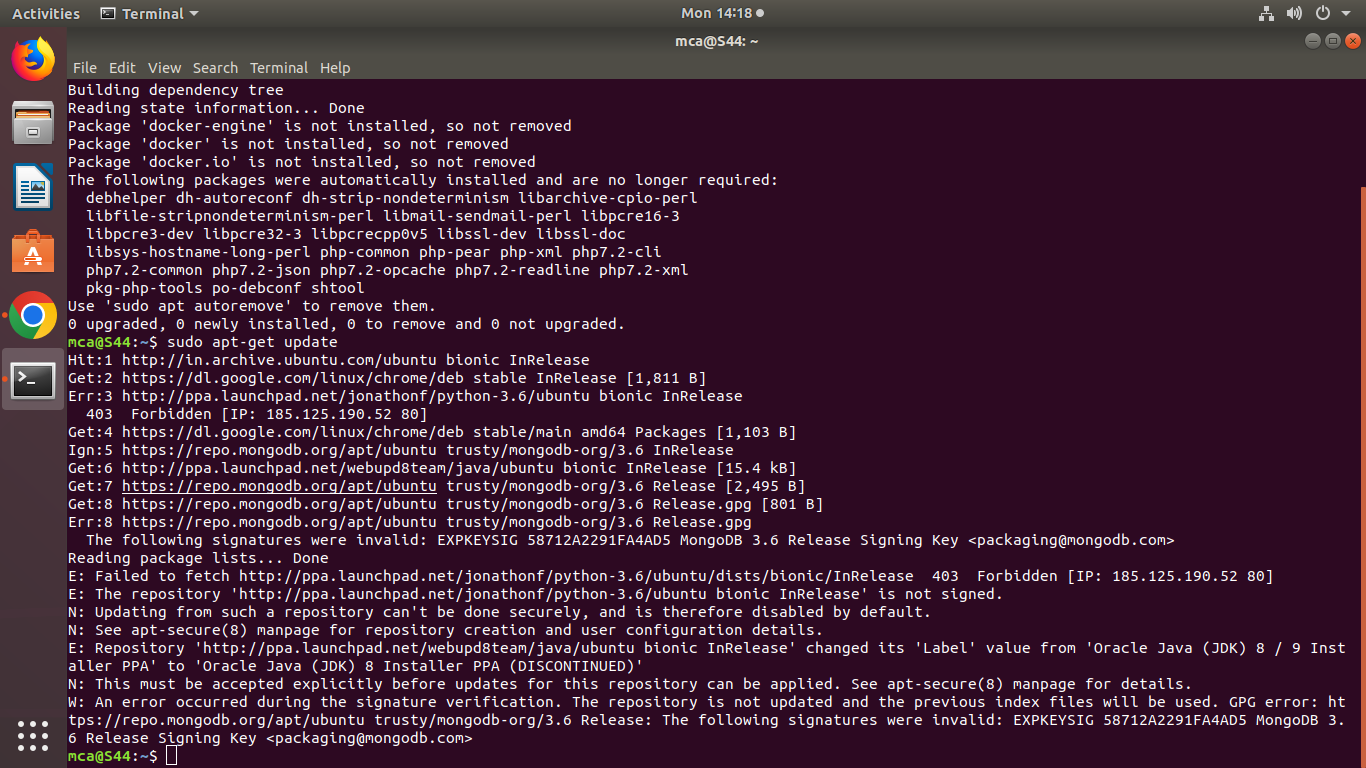 Activities
Terminal
Mon 14:18
mca@S44: ~
File Edit View Search Terminal Help
Building dependency tree
Reading state information... Done
Package 'docker-engine' is not installed, so not removed
Package 'docker' is not installed, so not removed
Package 'docker.io' is not installed, so not removed
The following packages were automatically installed and are no longer required:
  debhelper dh-autoreconf dh-strip-nondeterminism libarchive-cpio-perl
  libfile-stripnondeterminism-perl libmail-sendmail-perl libpcre16-3
  libpcre3-dev libpcre32-3 libpcrecpp0v5 libssl-dev libssl-doc
  libsys-hostname-long-perl php-common php-pear php-xml php7.2-cli
  php7.2-common php7.2-json php7.2-opcache php7.2-readline php7.2-xml
  pkg-php-tools po-debconf shtool
Use 'sudo apt autoremove' to remove them.
0 upgraded, 0 newly installed, 0 to remove and 0 not upgraded.
mca@S44:~$ sudo apt-get update
Hit:1 http://in.archive.ubuntu.com/ubuntu bionic InRelease
Get:2 https://dl.google.com/linux/chrome/deb stable InRelease [1,811 B]
Err:3 http://ppa.launchpad.net/jonathonf/python-3.6/ubuntu bionic InRelease
  403  Forbidden [IP: 185.125.190.52 80]
Get:4 https://dl.google.com/linux/chrome/deb stable/main amd64 Packages [1,103 B]
Ign:5 https://repo.mongodb.org/apt/ubuntu trusty/mongodb-org/3.6 InRelease
Get:6 http://ppa.launchpad.net/webupd8team/java/ubuntu bionic InRelease [15.4 kB]
Get:7 https://repo.mongodb.org/apt/ubuntu trusty/mongodb-org/3.6 Release [2,495 B]
Get:8 https://repo.mongodb.org/apt/ubuntu trusty/mongodb-org/3.6 Release.gpg [801 B]
Err:8 https://repo.mongodb.org/apt/ubuntu trusty/mongodb-org/3.6 Release.gpg
  The following signatures were invalid: EXPKEYSIG 58712A2291FA4AD5 MongoDB 3.6 Release Signing Key <packaging@mongodb.com>
Reading package lists... Done
E: Failed to fetch http://ppa.launchpad.net/jonathonf/python-3.6/ubuntu/dists/bionic/InRelease  403  Forbidden [IP: 185.125.190.52 80]
E: The repository 'http://ppa.launchpad.net/jonathonf/python-3.6/ubuntu bionic InRelease' is not signed.
N: Updating from such a repository can't be done securely, and is therefore disabled by default.
N: See apt-secure(8) manpage for repository creation and user configuration details.
E: Repository 'http://ppa.launchpad.net/webupd8team/java/ubuntu bionic InRelease' changed its 'Label' value from 'Oracle Java (JDK) 8 / 9 Inst
aller PPA' to 'Oracle Java (JDK) 8 Installer PPA (DISCONTINUED)'
N: This must be accepted explicitly before updates for this repository can be applied. See apt-secure(8) manpage for details.
W: An error occurred during the signature verification. The repository is not updated and the previous index files will be used. GPG error: ht
tps://repo.mongodb.org/apt/ubuntu trusty/mongodb-org/3.6 Release: The following signatures were invalid: EXPKEYSIG 58712A2291FA4AD5 MongoDB 3.
6 Release Signing Key <packaging@mongodb.com>
mca@S44:~$